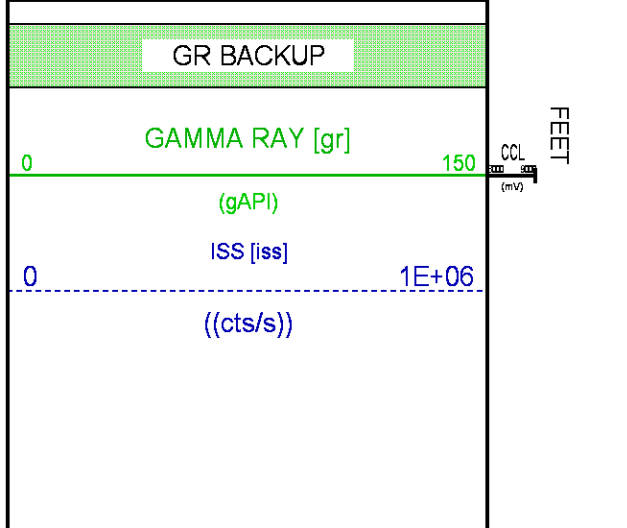 GR BACKUP
GAMMA RAY [gr]
0 150
(gAPI)
ISS [iss]
0 1E+06
((cts/s))
CCL
(mV)
FEET